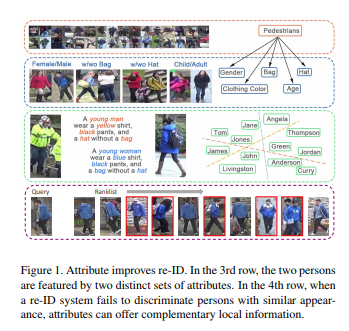 Pedestrians
Female/Male w/wo Bag w/wo Hat Child/Adult
Gender Bag Hat
Clothing Color Age
A young man
wear a yellow shirt,
black pants, and
a hat without a bag
A young woman
wear a blue shirt,
black pants, and
a bag without a hat
Angela
Jane
Tom Thompson
Jones
Green
James Jordan
John
Anderson
Livingston Curry
Query Ranklist
Figure 1. Attribute improves re-ID. In the 3rd row, the two persons
are featured by two distinct sets of attributes. In the 4th row, when
a re-ID system fails to discriminate persons with similar appear-
ance, attributes can offer complementary local information.